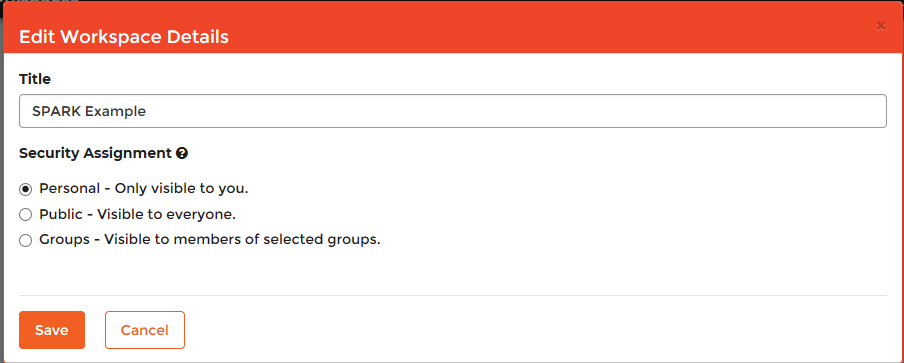 Edit Workspace Details
×
Title
SPARK Example
Security Assignment ?
Personal - Only visible to you.
Public - Visible to everyone.
Groups - Visible to members of selected groups.
Save
Cancel